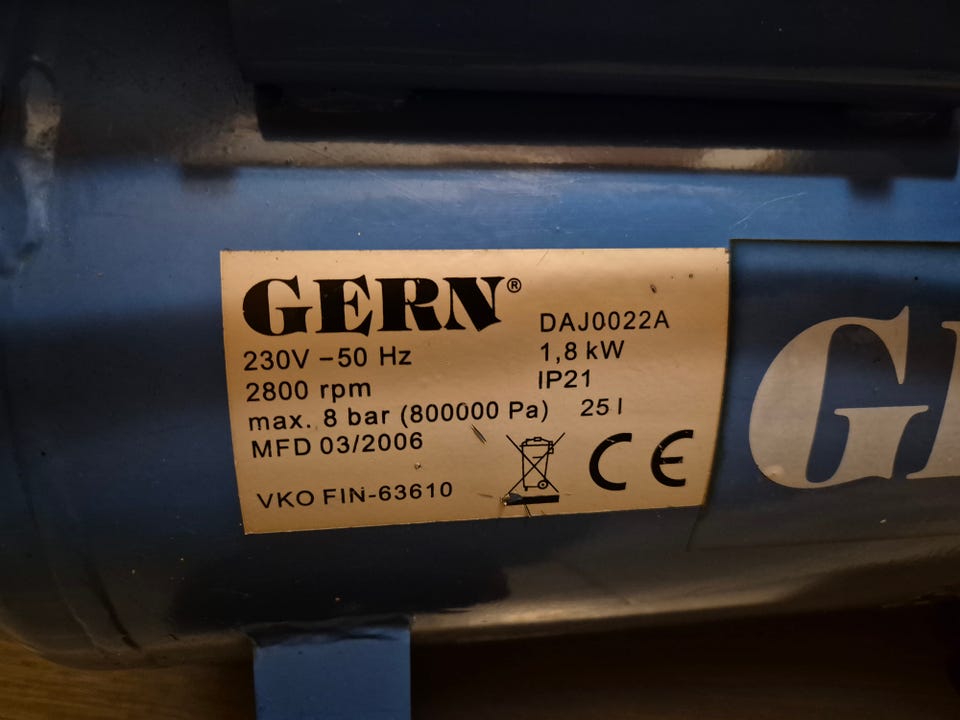 GERN®
DAJ0022A
230V ~50 Hz
1,8 kW
2800 rpm
IP21
max. 8 bar (800000 Pa)
25 l
MFD 03/2006
CE
VKO FIN-63610
G